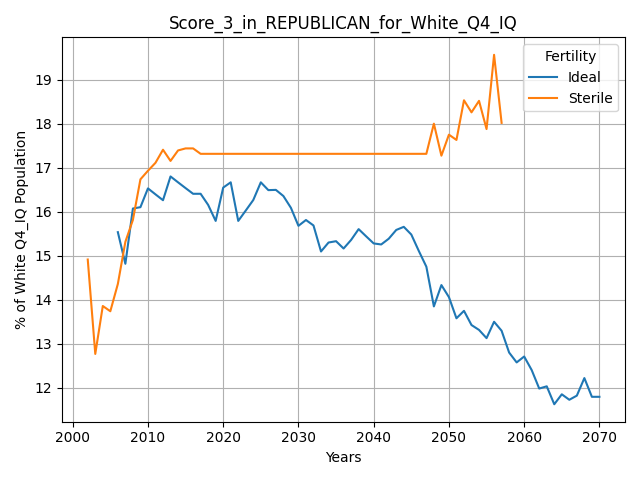 Score_3_in_REPUBLICAN_for_White_Q4_IQ
Fertility
Ideal
Sterile
% of White Q4_IQ Population
19
18
17
16
15
14
13
12
2000 2010 2020 2030 2040 2050 2060 2070
Years